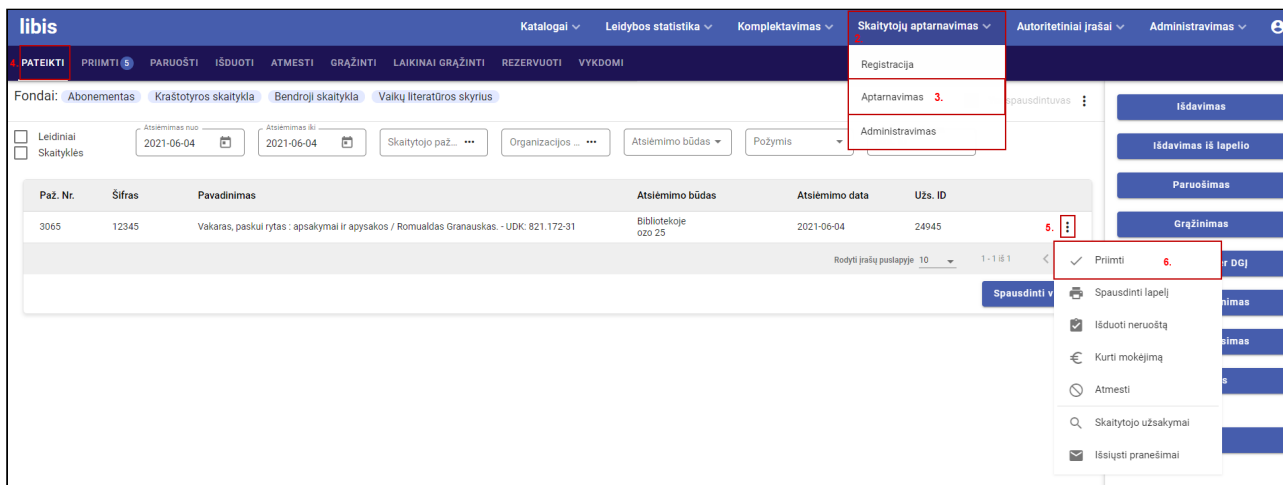 libis
Katalogai
Leidybos statistika
Komplektavimas
Skaitytojų aptarnavimas
Autoritetiniai įrašai
Administravimas
2.
4. PATEIKTI
PRIIMTI 5
PARUOŠTI
IŠDUOTI
ATMESTI
GRĄŽINTI
LAIKINAI GRĄŽINTI
REZERVUOTI
VYKDOMI
Registracija
Aptarnavimas 3.
Administravimas
Fondai: Abonementas Kraštotyros skaitykla Bendroji skaitykla Vaikų literatūros skyrius
spausdintuvas
Leidiniai
Skaityklės
Atsiėmimas nuo
2021-06-04
Atsiėmimas iki
2021-06-04
Skaitytojo paž... •••
Organizacijos ... •••
Atsiėmimo būdas
Požymis
Paž. Nr. Šifras Pavadinimas Atsiėmimo būdas Atsiėmimo data Užs. ID
3065 12345 Vakaras, paskui rytas : apsakymai ir apysakos / Romualdas Granauskas. - UDK: 821.172-31 Bibliotekoje 2021-06-04 24945 5.
ozo 25
Rodyti įrašų puslapyje 10 1 - 1 iš 1
Spausdinti v
Priimti 6.
Spausdinti lapelį
Išduoti neruoštą
Kurti mokėjimą
Atmesti
Skaitytojo užsakymai
Išsiųsti pranešimai
Išdavimas
Išdavimas iš lapelio
Paruošimas
Grąžinimas
er DGĮ
nimas
simas
s